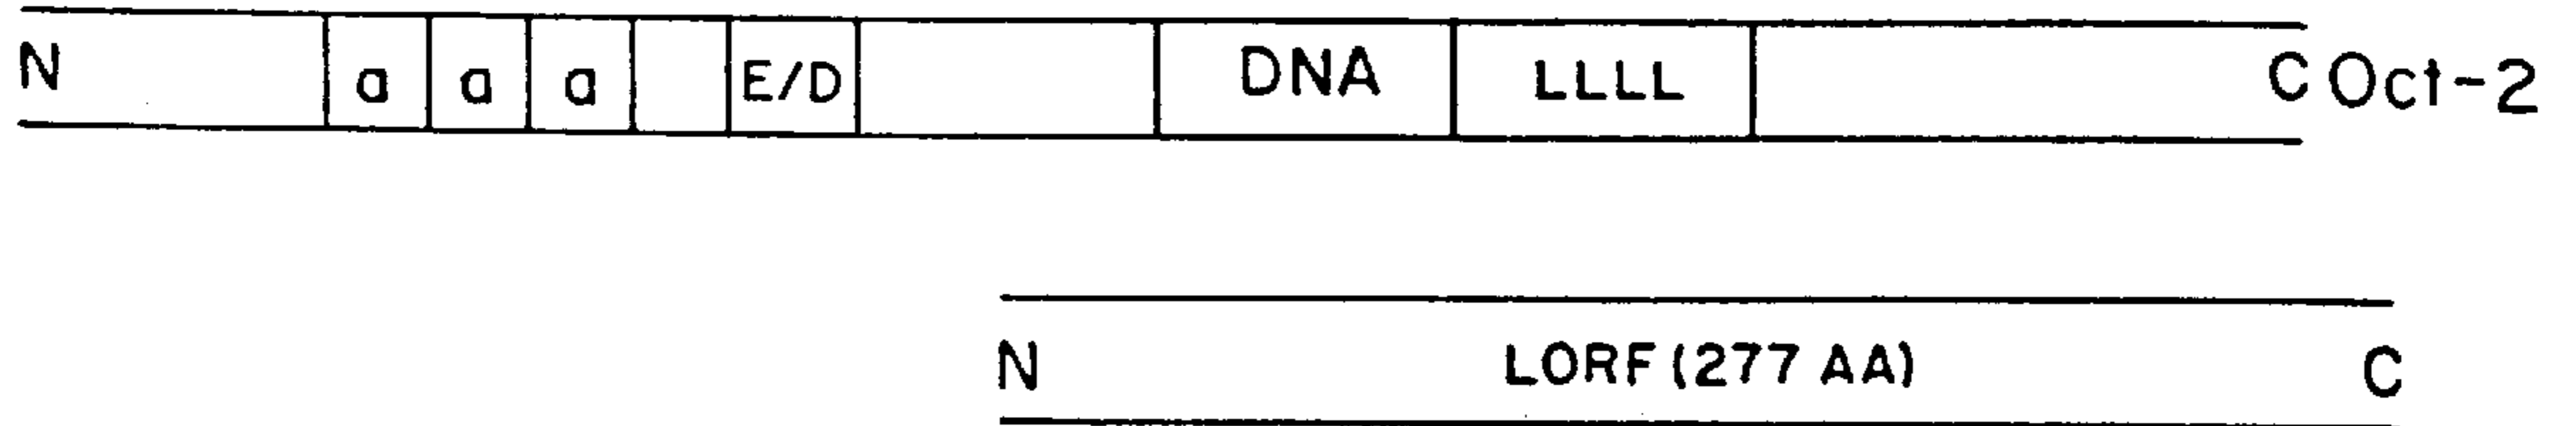 N a a a E/D DNA LLLL C Oct-2
N LORF (277 AA) C